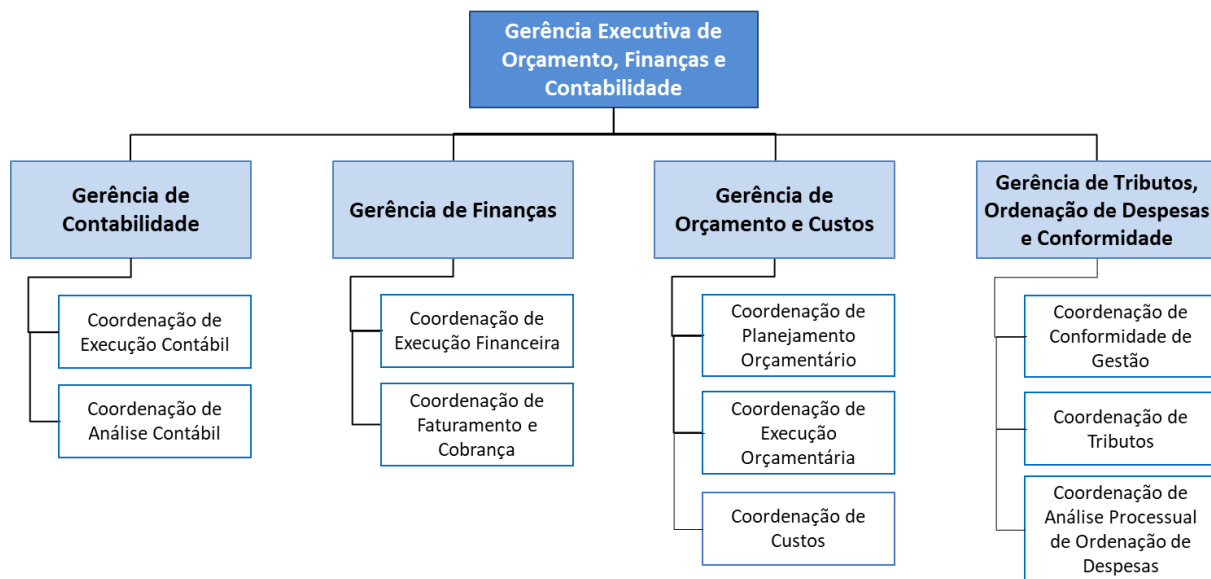 Gerência Executiva de
Orçamento, Finanças e
Contabilidade
Gerência de
Contabilidade
Gerência de Finanças
Gerência de
Orçamento e Custos
Gerência de Tributos,
Ordenação de Despesas
e Conformidade
Coordenação de
Execução Contábil
Coordenação de
Análise Contábil
Coordenação de
Execução Financeira
Coordenação de
Faturamento e
Cobrança
Coordenação de
Planejamento
Orçamentário
Coordenação de
Execução
Orçamentária
Coordenação de
Custos
Coordenação de
Conformidade de
Gestão
Coordenação de
Tributos
Coordenação de
Análise Processual
de Ordenação de
Despesas